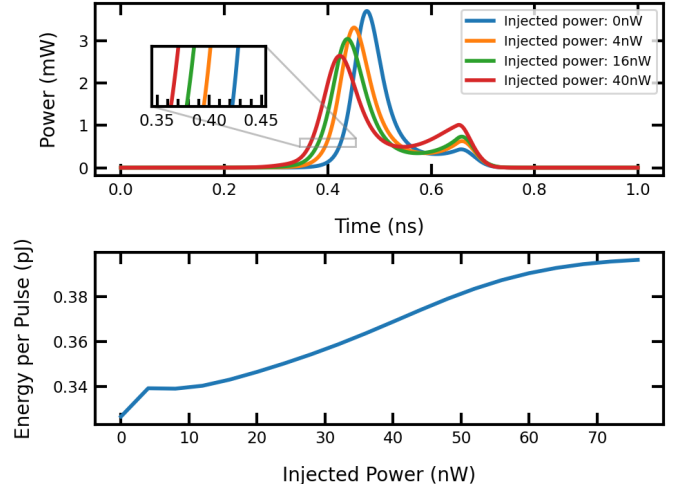 Power (mW)
3
2
1
0
0.35
0.40
0.45
Injected power: 0nW
Injected power: 4nW
Injected power: 16nW
Injected power: 40nW
0.0 0.2 0.4 0.6 0.8 1.0
Time (ns)
Energy per Pulse (pJ)
0.38
0.36
0.34
0 10 20 30 40 50 60 70
Injected Power (nW)